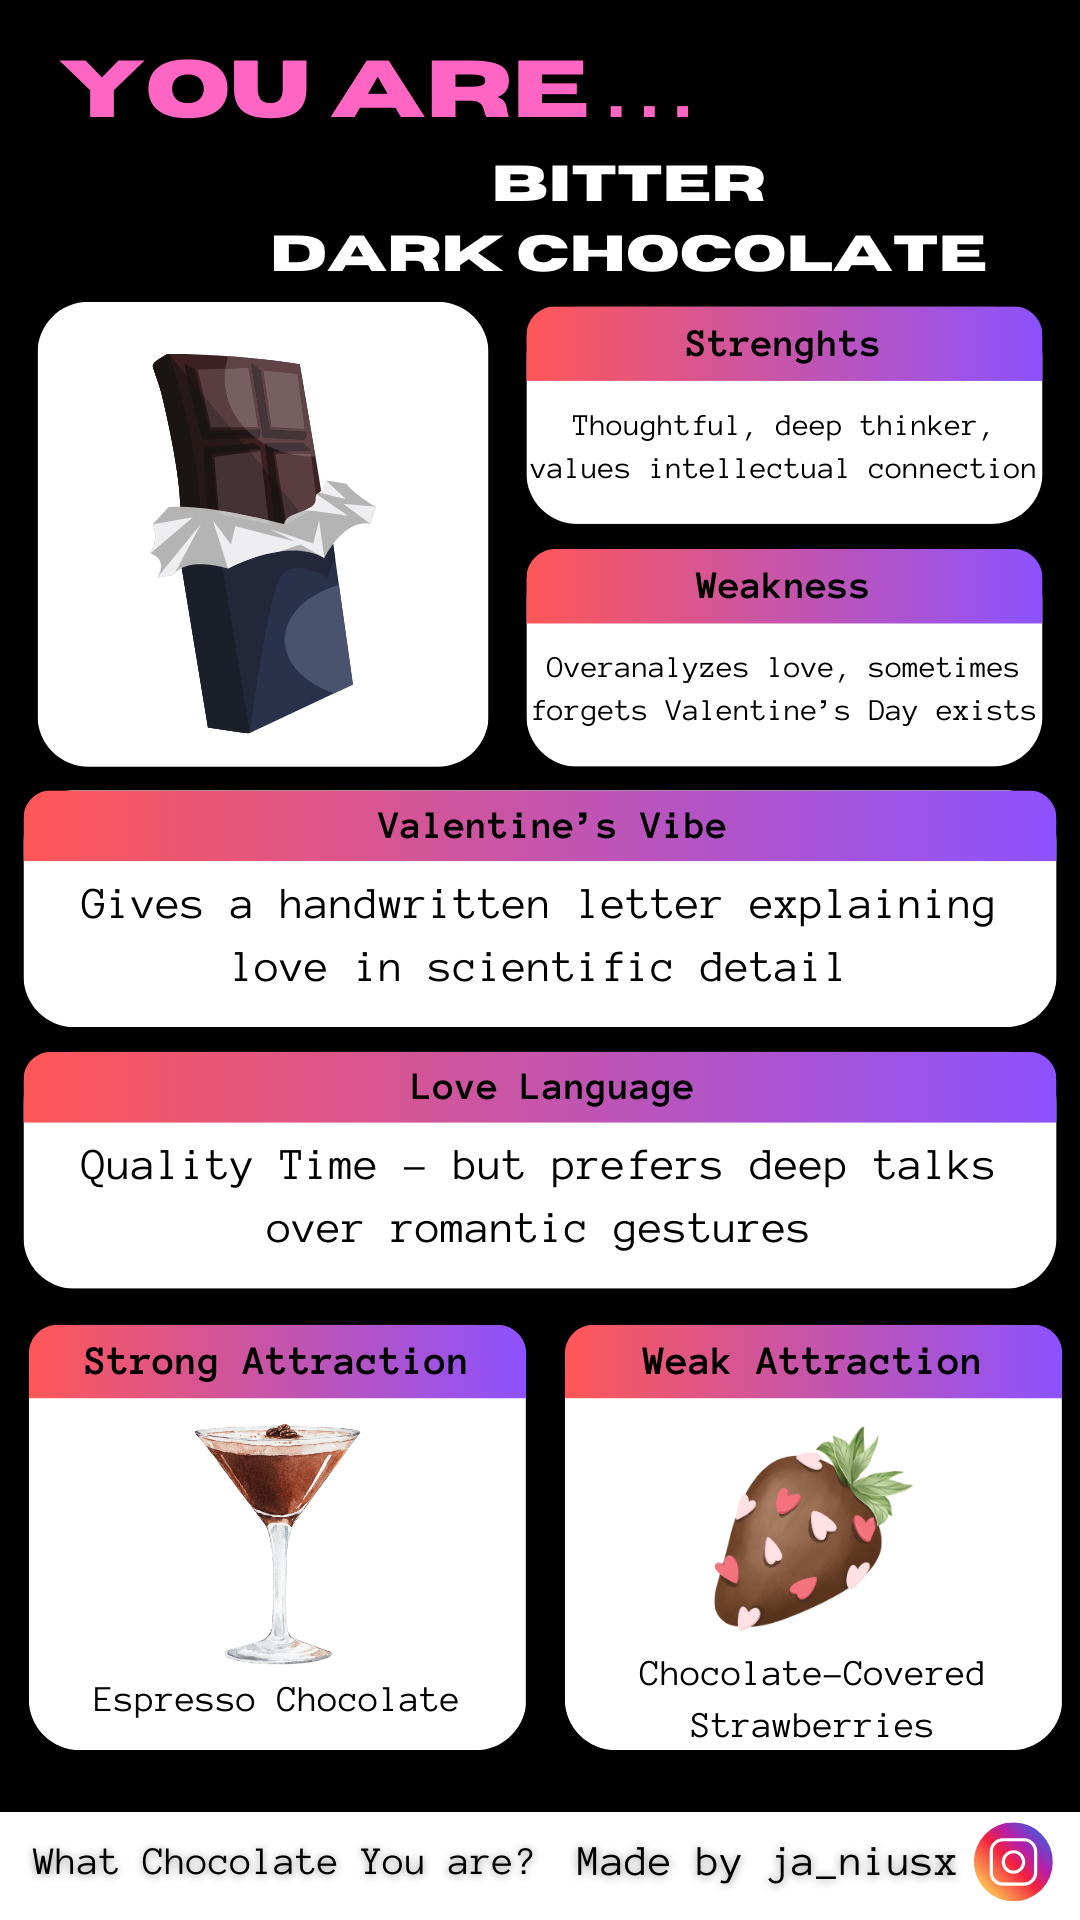 YOU ARE...
BITTER
DARK CHOCOLATE
Strenghts
Thoughtful, deep thinker,
values intellectual connection
Weakness
Overanalyzes love, sometimes
forgets Valentine’s Day exists
Valentine’s Vibe
Gives a handwritten letter explaining
love in scientific detail
Love Language
Quality Time – but prefers deep talks
over romantic gestures
Strong Attraction
Espresso Chocolate
Weak Attraction
Chocolate-Covered
Strawberries
What Chocolate You are?
Made by ja_niusx